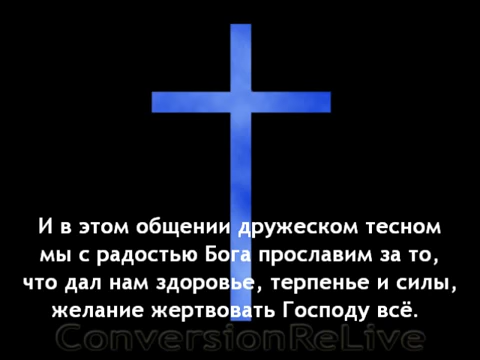 И в этом общении дружеском тесном
мы с радостью Бога прославим за то,
что дал нам здоровье, терпенье и силы,
желание жертвовать Господу всё.
ConversionReLive